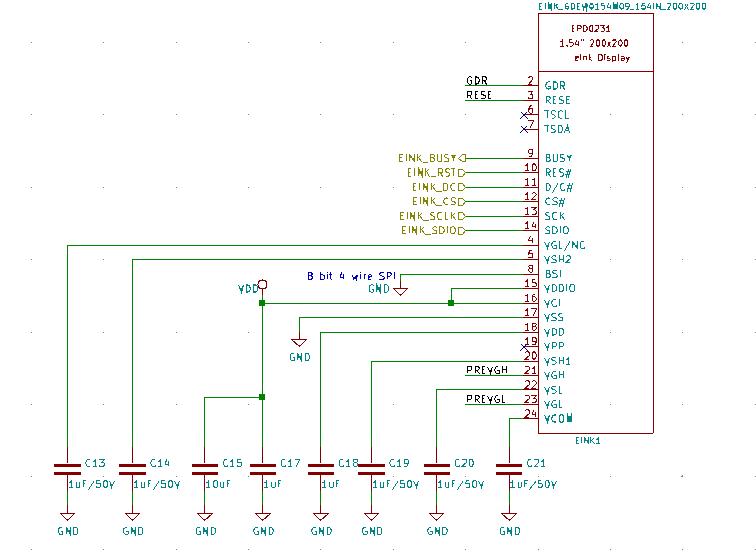 EINK_GDEW0154M09_154IN_200x200
EPD0231
1.54" 200x200
eink Display
GDR 2 GDR
RESE 3 RESE
6 TSCL
7 TSDA
EINK_BUSY 9 BUSY
EINK_RST 10 RES#
EINK_DC 11 D/C#
EINK_CS 12 CS#
EINK_SCLK 13 SCK
EINK_SDIO 14 SDIO
4 VGL/NC
5 VSH2
8 bit 4 wire SPI 8 BSI
GND 15 VDDIO
VDD 16 VCI
17 VSS
18 VDD
19 VPP
GND 20 VSH1
PREVGH 21 VGH
22 VSL
PREVGL 23 VGL
24 VCOM
EINK1
C13 C14 C15 C17 C18 C19 C20 C21
1uF/50V 1uF/50V 10uF 1uF 1uF 1uF/50V 1uF/50V 1uF/50V
GND GND GND GND GND GND GND GND